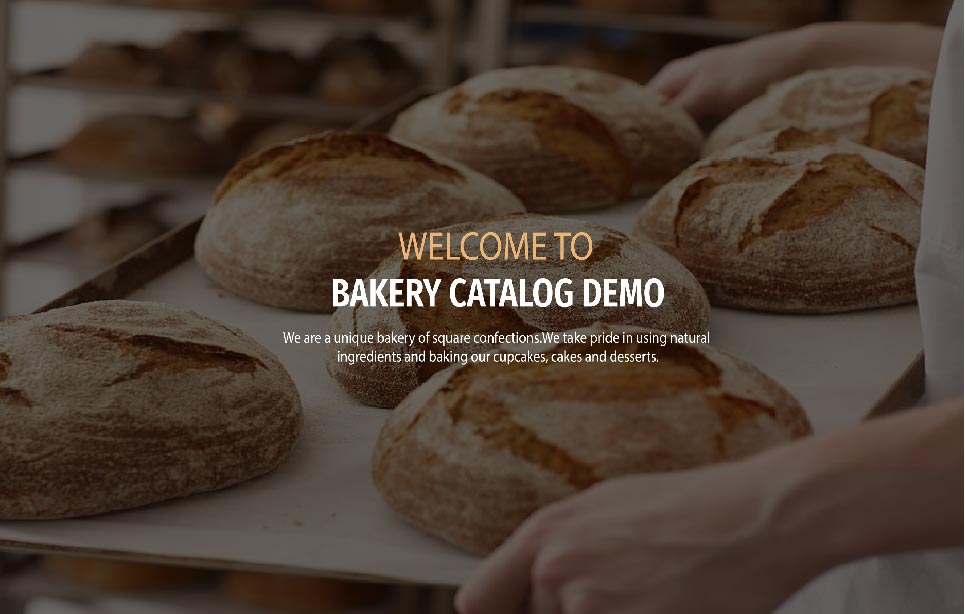 WELCOME TO
BAKERY CATALOG DEMO
We are a unique bakery of square confections.We take pride in using natural
ingredients and baking our cupcakes, cakes and desserts.